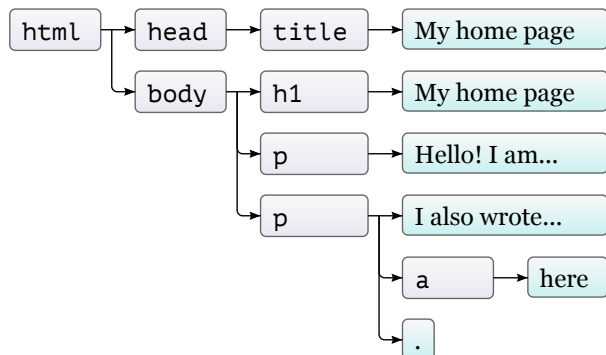 html head title My home page
body h1 My home page
p Hello! I am...
p I also wrote...
a here
.